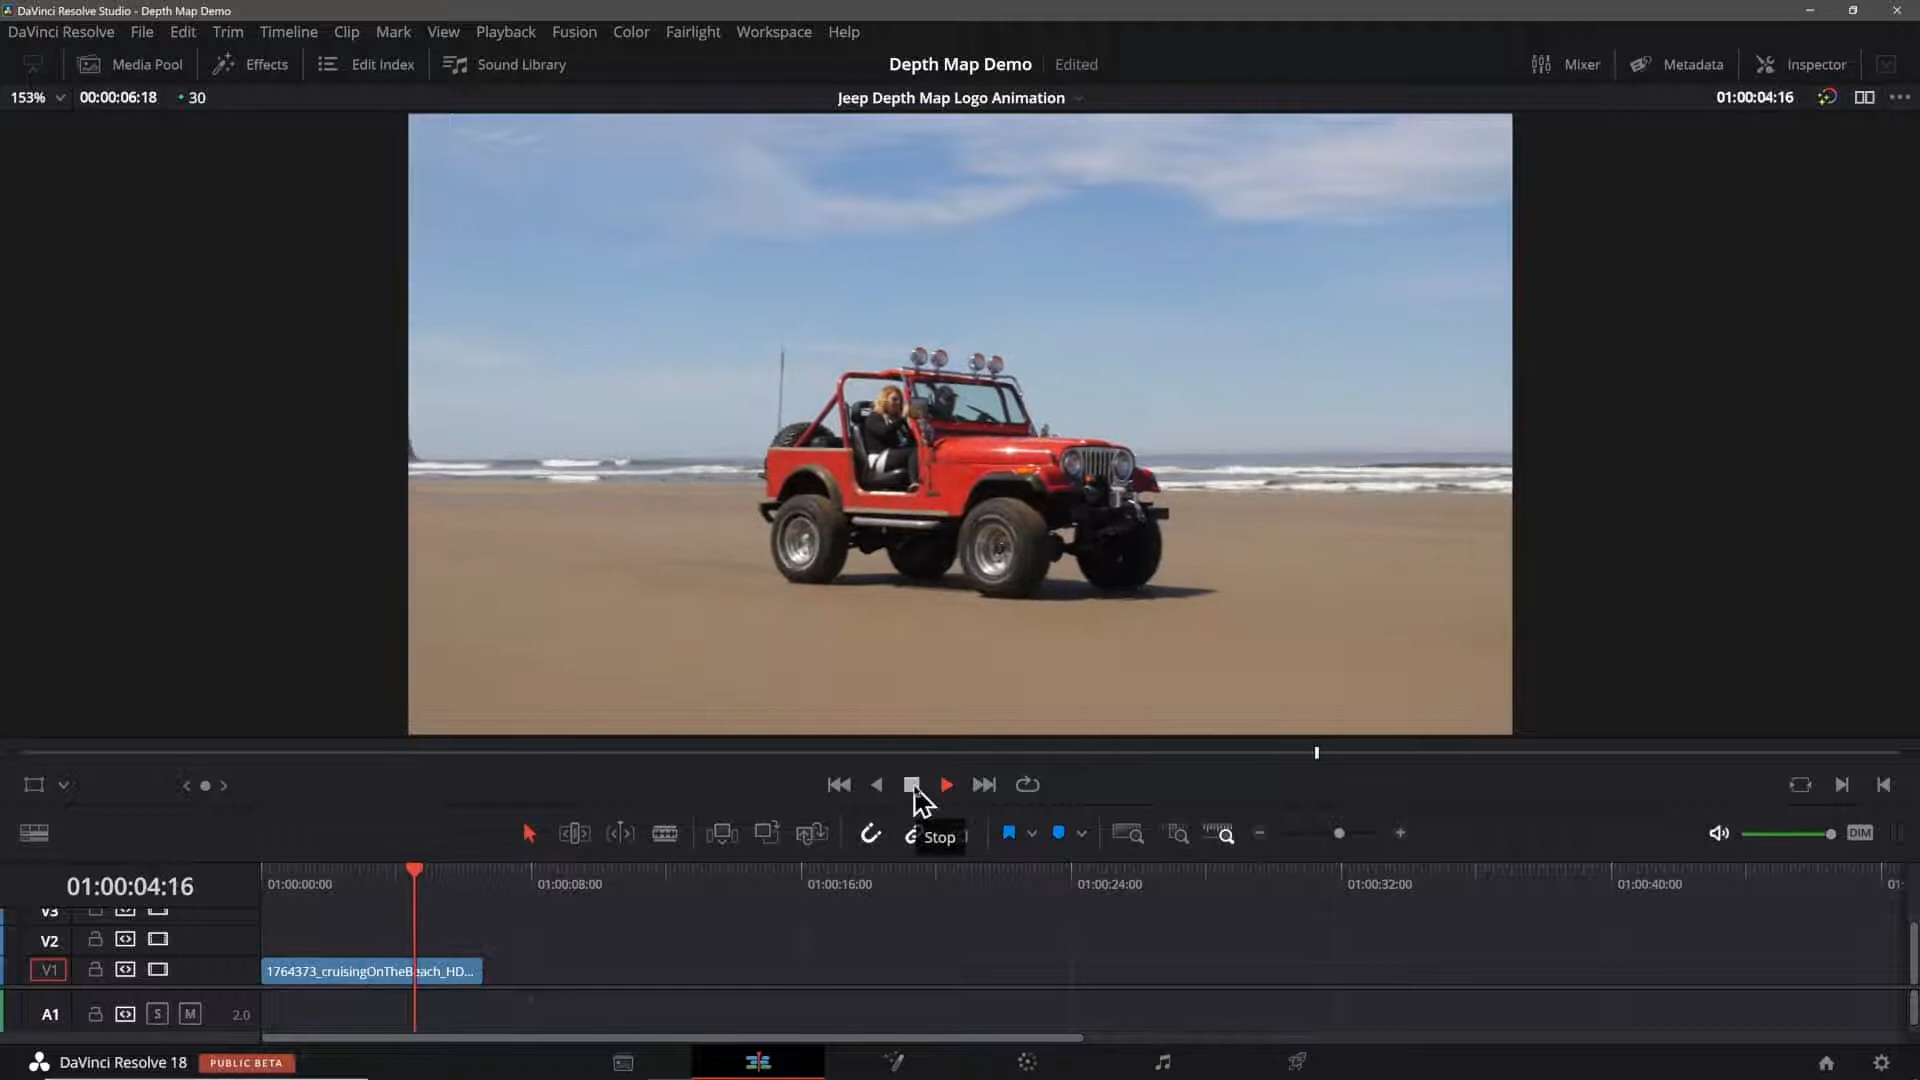 DaVinci Resolve Studio - Depth Map Demo
DaVinci Resolve File Edit Trim Timeline Clip Mark View Playback Fusion Color Fairlight Workspace Help
Media Pool Effects Edit Index Sound Library Depth Map Demo Edited Mixer Metadata Inspector
153% 00:00:06:18 30 Jeep Depth Map Logo Animation 01:00:04:16
DIM
Stop
01:00:04:16 01:00:00:00 01:00:08:00 01:00:16:00 01:00:24:00 01:00:32:00 01:00:40:00 01:
V3
V2
V1 1764373_cruisingOnTheBeach_HD...
A1 S M 2.0
DaVinci Resolve 18 PUBLIC BETA